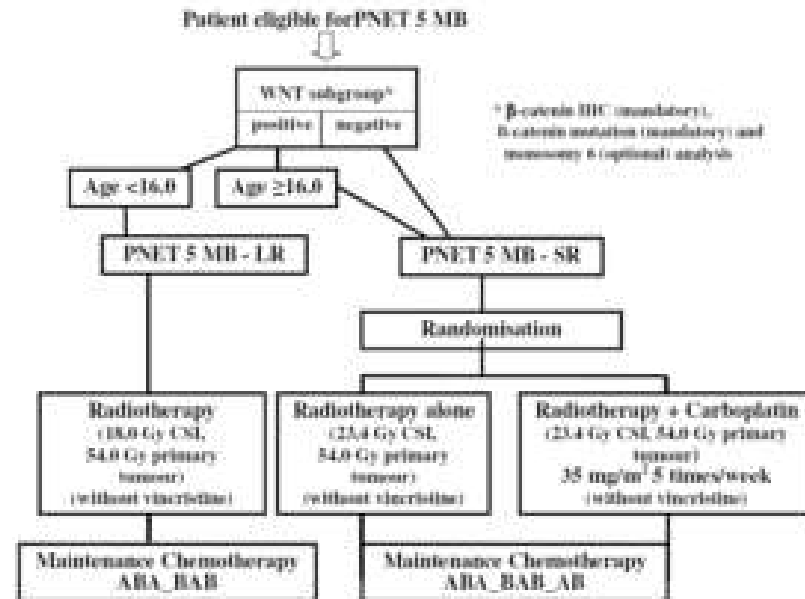 Patient eligible forPNET 5 MB
WNT subgroup*
positive
negative
* β-catenin IHC (mandatory),
ß-catenin mutation (mandatory) and
monosomy 6 (optional) analysis
Age <16.0
Age ≥16.0
PNET 5 MB - LR
PNET 5 MB - SR
Randomisation
Radiotherapy
(18.0 Gy CSI,
54.0 Gy primary
tumour)
(without vincristine)
Radiotherapy alone
(23.4 Gy CSI,
54.0 Gy primary
tumour)
(without vincristine)
Radiotherapy + Carboplatin
(23.4 Gy CSI, 54.0 Gy primary
tumour)
35 mg/m² 5 times/week
(without vincristine)
Maintenance Chemotherapy
ABA_BAB
Maintenance Chemotherapy
ABA_BAB_AB